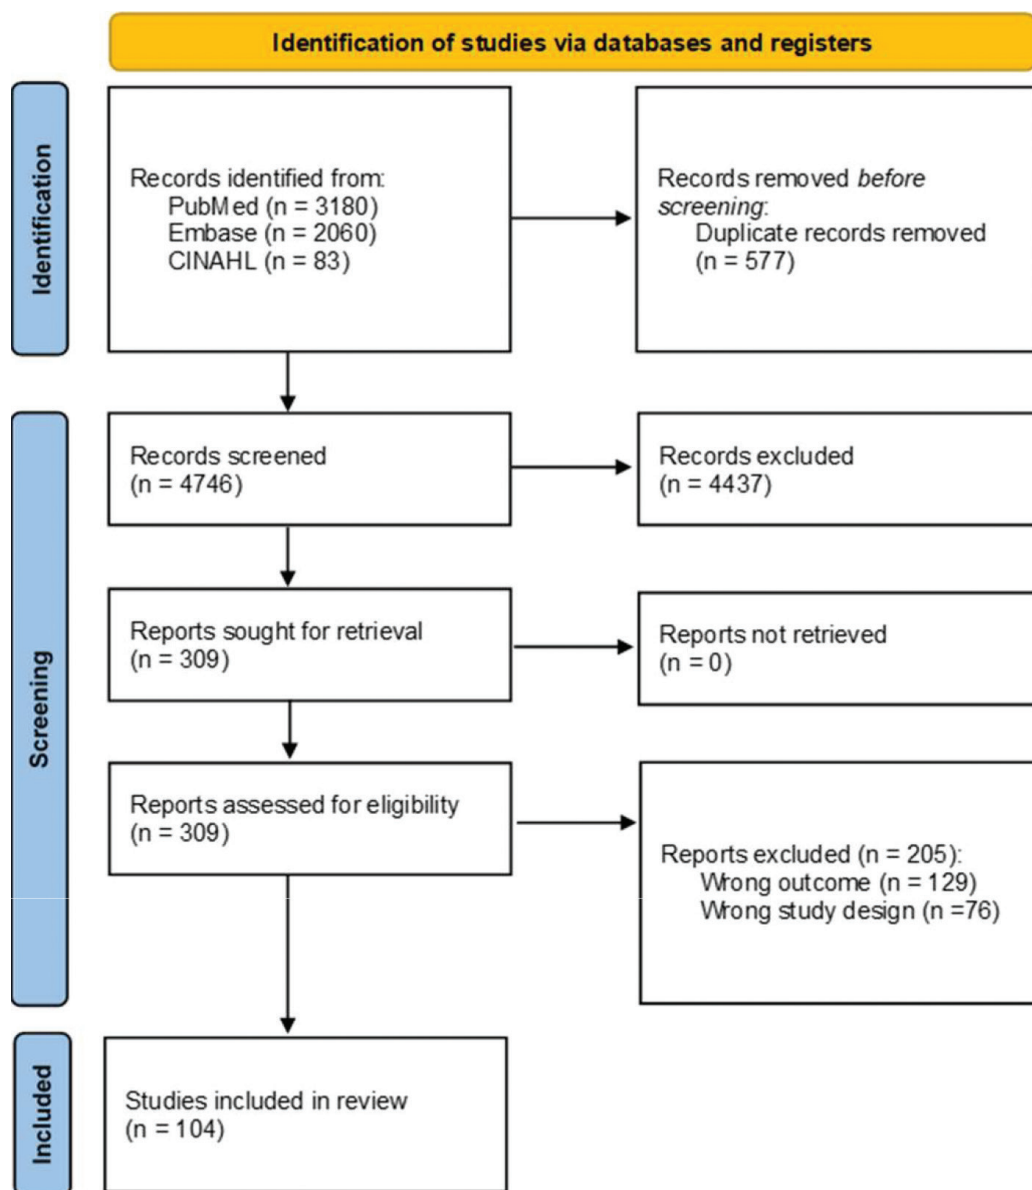 Identification of studies via databases and registers
Identification
Records identified from:
PubMed (n = 3180)
Embase (n = 2060)
CINAHL (n = 83)
Records removed before
screening:
Duplicate records removed
(n = 577)
Screening
Records screened
(n = 4746)
Records excluded
(n = 4437)
Reports sought for retrieval
(n = 309)
Reports not retrieved
(n = 0)
Reports assessed for eligibility
(n = 309)
Reports excluded (n = 205):
Wrong outcome (n = 129)
Wrong study design (n =76)
Included
Studies included in review
(n = 104)